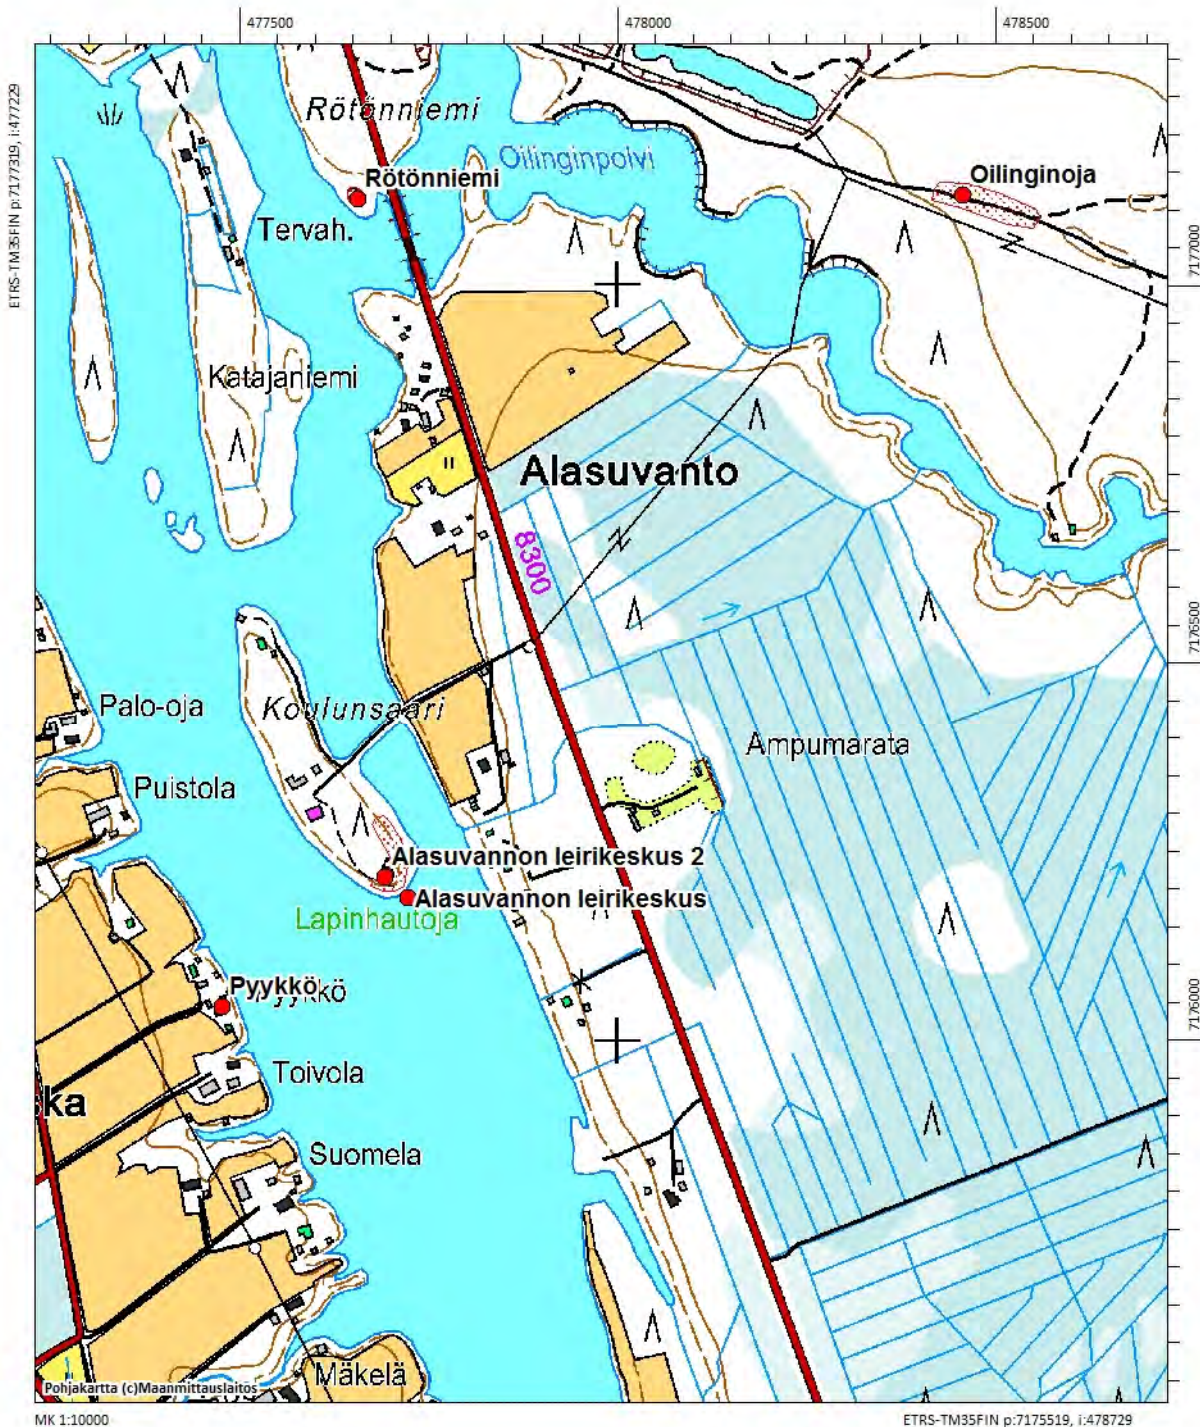 477500
478000
478500
ETRS-TM35FIN p:7177319, i:477229
Rötönniemi
Oilinginpolvi
Rötönniemi
Oilinginoja
Tervah.
7177000
Katajaniemi
Alasuvanto
8300
7176500
Palo-oja
Koulunsaari
Ampumarata
Puistola
Alasuvannon leirikeskus 2
Alasuvannon leirikeskus
Lapinhautoja
Pyykkö
7176000
Toivola
ka
Suomela
Mäkelä
Pohjakartta (c)Maanmittauslaitos
MK 1:10000
ETRS-TM35FIN p:7175519, i:478729